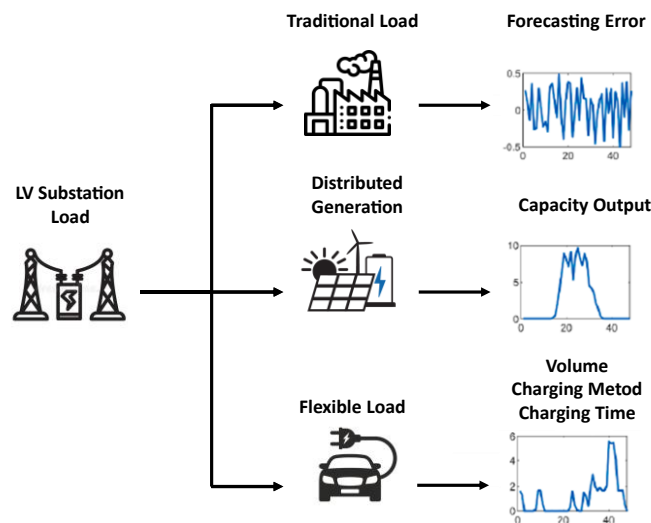 Traditional Load
Forecasting Error
0.5
0
-0.5
0 20 40
LV Substation
Load
Distributed
Generation
Capacity Output
10
5
0
0 20 40
Flexible Load
Volume
Charging Metod
Charging Time
6
4
2
0
0 20 40